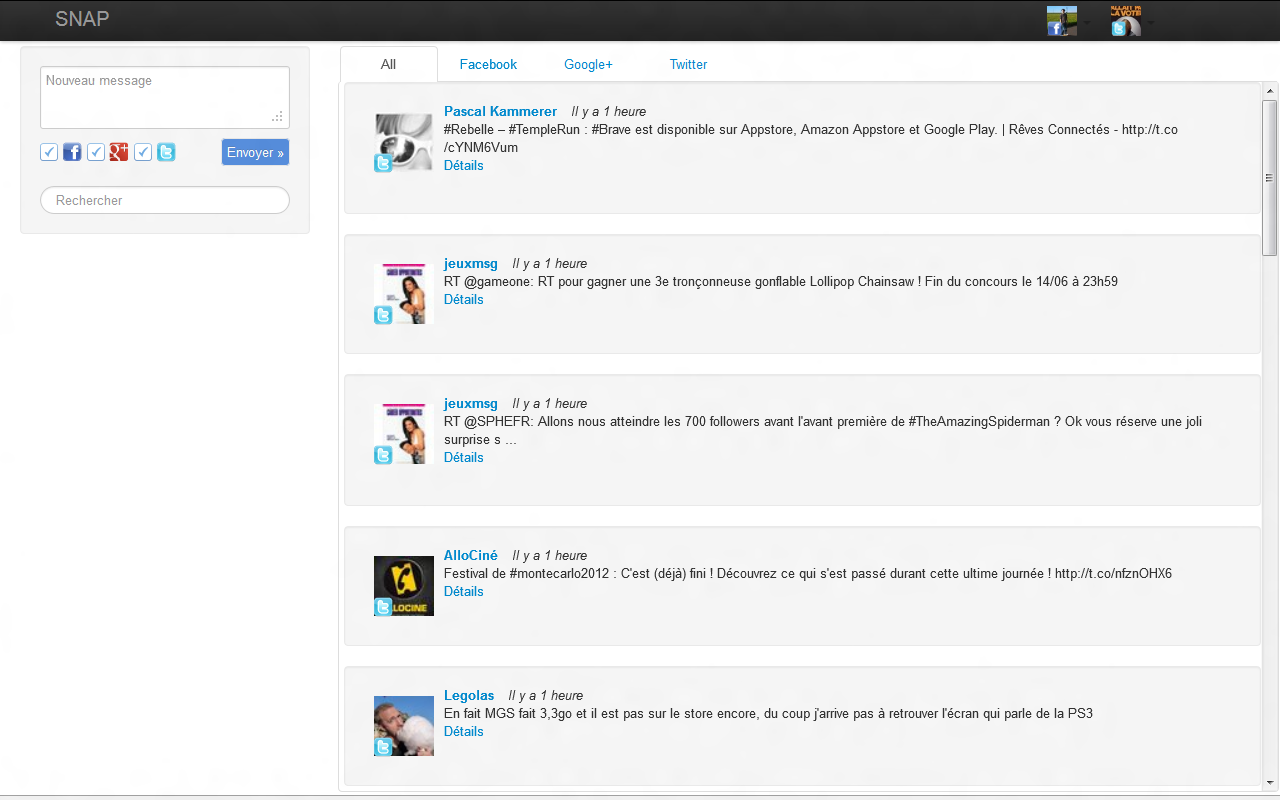 SNAP
Nouveau message
Envoyer »
Rechercher
All Facebook Google+ Twitter
Pascal Kammerer Il y a 1 heure
#Rebelle – #TempleRun : #Brave est disponible sur Appstore, Amazon Appstore et Google Play. | Rêves Connectés - http://t.co
/cYNM6Vum
Détails
jeuxmsg Il y a 1 heure
RT @gameone: RT pour gagner une 3e tronçonneuse gonflable Lollipop Chainsaw ! Fin du concours le 14/06 à 23h59
Détails
jeuxmsg Il y a 1 heure
RT @SPHEFR: Allons nous atteindre les 700 followers avant l'avant première de #TheAmazingSpiderman ? Ok vous réserve une joli
surprise s ...
Détails
AlloCiné Il y a 1 heure
Festival de #montecarlo2012 : C'est (déjà) fini ! Découvrez ce qui s'est passé durant cette ultime journée ! http://t.co/nfznOHX6
Détails
LOCINE
Legolas Il y a 1 heure
En fait MGS fait 3,3go et il est pas sur le store encore, du coup j'arrive pas à retrouver l'écran qui parle de la PS3
Détails